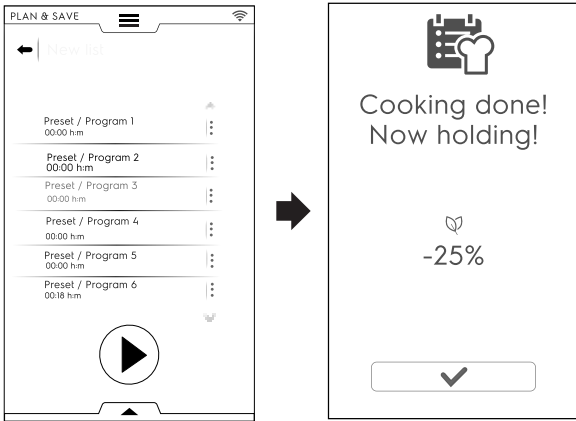 PLAN & SAVE
New list
Preset / Program 1
00:00 h:m
Preset / Program 2
00:00 h:m
Preset / Program 3
00:00 h:m
Preset / Program 4
00:00 h:m
Preset / Program 5
00:00 h:m
Preset / Program 6
00:18 h:m
Cooking done!
Now holding!
-25%